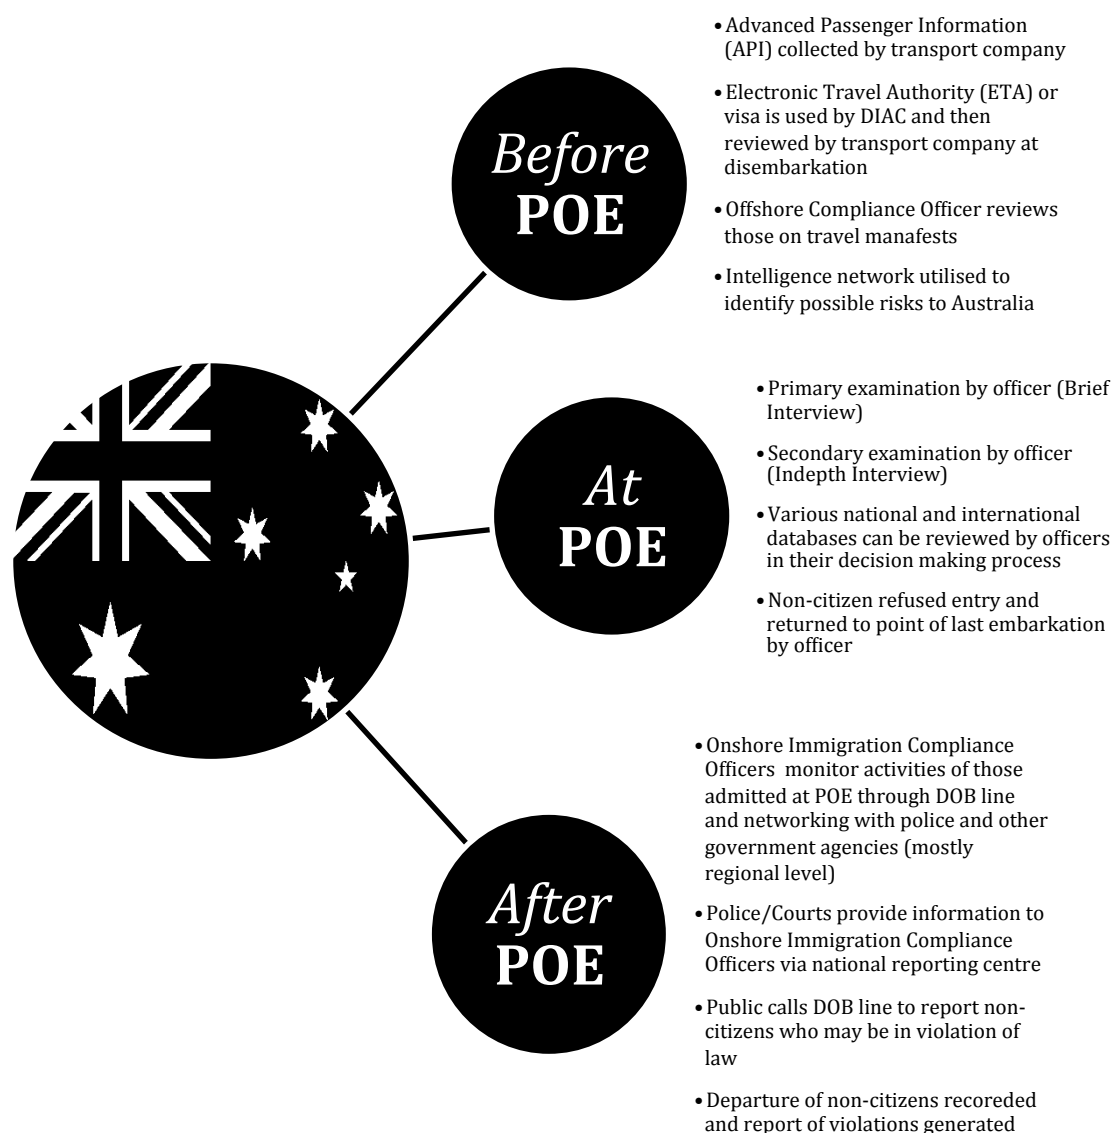 Before
POE
• Advanced Passenger Information
(API) collected by transport company
• Electronic Travel Authority (ETA) or
visa is used by DIAC and then
reviewed by transport company at
disembarkation
• Offshore Compliance Officer reviews
those on travel manafests
• Intelligence network utilised to
identify possible risks to Australia
At
POE
• Primary examination by officer (Brief
Interview)
• Secondary examination by officer
(Indepth Interview)
• Various national and international
databases can be reviewed by officers
in their decision making process
• Non-citizen refused entry and
returned to point of last embarkation
by officer
After
POE
• Onshore Immigration Compliance
Officers monitor activities of those
admitted at POE through DOB line
and networking with police and other
government agencies (mostly
regional level)
• Police/Courts provide information to
Onshore Immigration Compliance
Officers via national reporting centre
• Public calls DOB line to report non-
citizens who may be in violation of
law
• Departure of non-citizens recoreded
and report of violations generated